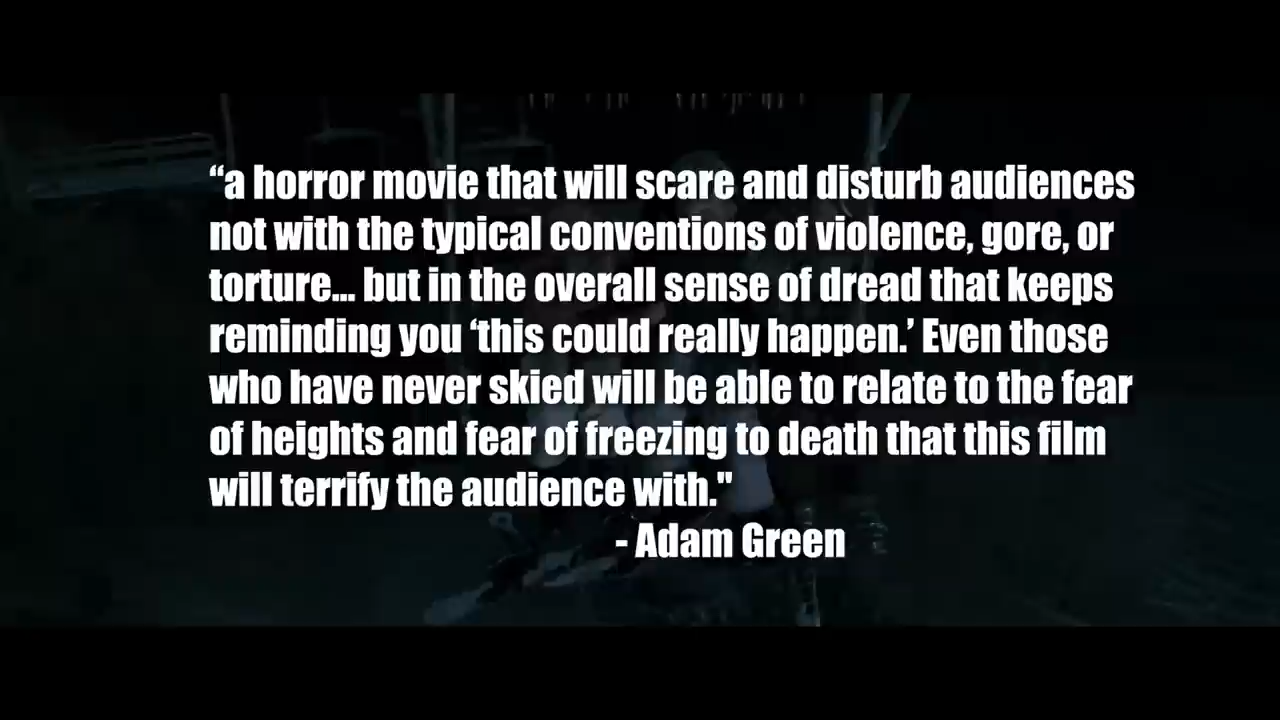 “a horror movie that will scare and disturb audiences
not with the typical conventions of violence, gore, or
torture... but in the overall sense of dread that keeps
reminding you ‘this could really happen.’ Even those
who have never skied will be able to relate to the fear
of heights and fear of freezing to death that this film
will terrify the audience with."
- Adam Green